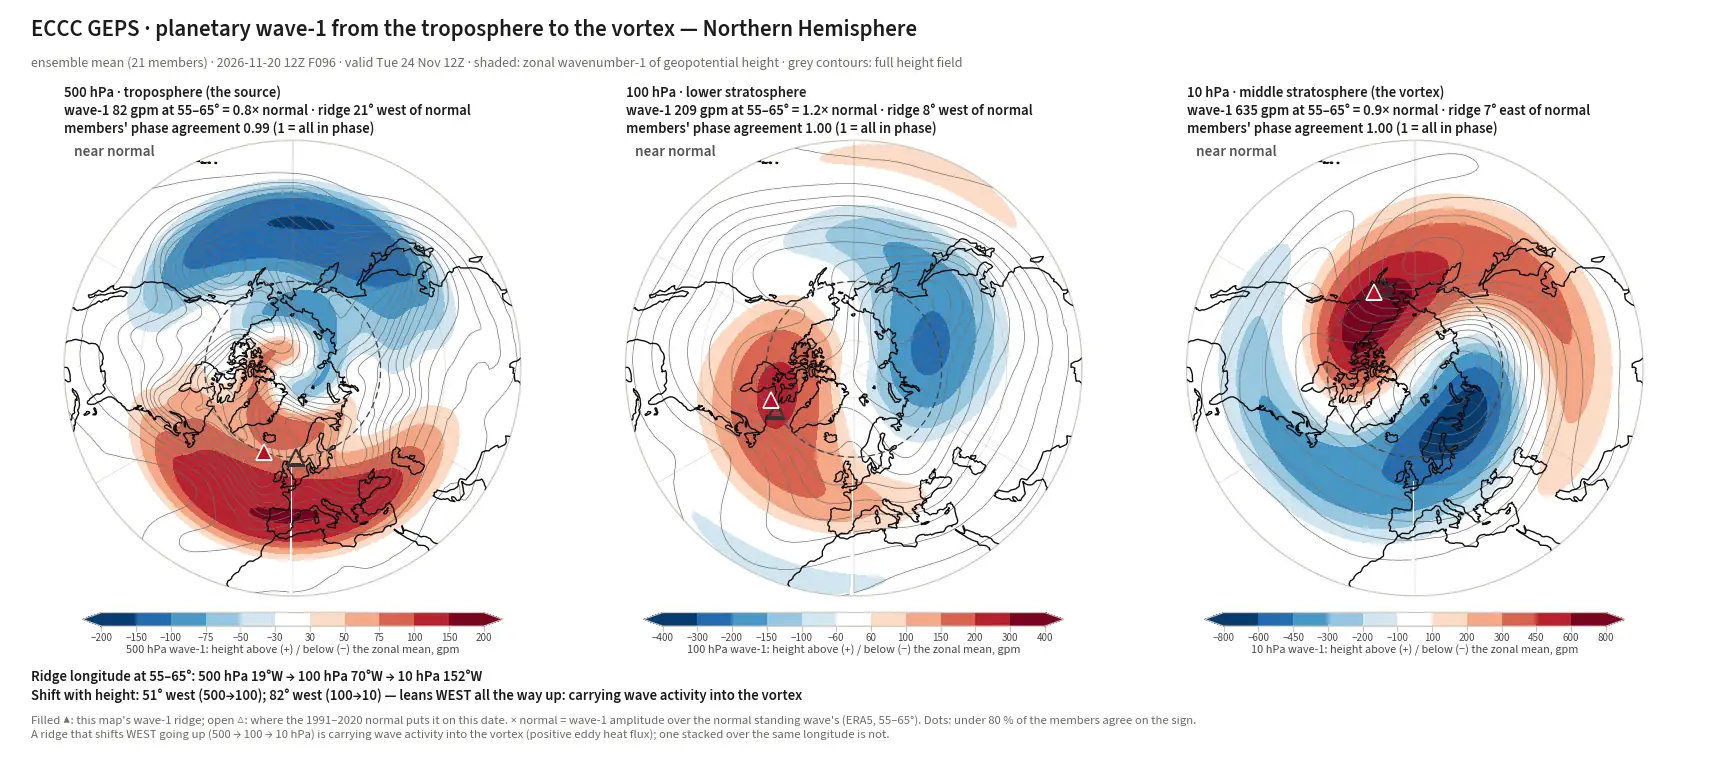 ECCC GEPS · planetary wave-1 from the troposphere to the vortex — Northern Hemisphere
ensemble mean (21 members) · 2026-11-20 12Z F096 · valid Tue 24 Nov 12Z · shaded: zonal wavenumber-1 of geopotential height · grey contours: full height field
500 hPa · troposphere (the source)
wave-1 82 gpm at 55–65° = 0.8× normal · ridge 21° west of normal
members' phase agreement 0.99 (1 = all in phase)
near normal
100 hPa · lower stratosphere
wave-1 209 gpm at 55–65° = 1.2× normal · ridge 8° west of normal
members' phase agreement 1.00 (1 = all in phase)
near normal
10 hPa · middle stratosphere (the vortex)
wave-1 635 gpm at 55–65° = 0.9× normal · ridge 7° east of normal
members' phase agreement 1.00 (1 = all in phase)
near normal
−200 −150 −100 −75 −50 −30 30 50 75 100 150 200
500 hPa wave-1: height above (+) / below (−) the zonal mean, gpm
−400 −300 −200 −150 −100 −60 60 100 150 200 300 400
100 hPa wave-1: height above (+) / below (−) the zonal mean, gpm
−800 −600 −450 −300 −200 −100 100 200 300 450 600 800
10 hPa wave-1: height above (+) / below (−) the zonal mean, gpm
Ridge longitude at 55–65°: 500 hPa 19°W → 100 hPa 70°W → 10 hPa 152°W
Shift with height: 51° west (500→100); 82° west (100→10) — leans WEST all the way up: carrying wave activity into the vortex
Filled ▲: this map's wave-1 ridge; open △: where the 1991–2020 normal puts it on this date. × normal = wave-1 amplitude over the normal standing wave's (ERA5, 55–65°). Dots: under 80 % of the members agree on the sign.
A ridge that shifts WEST going up (500 → 100 → 10 hPa) is carrying wave activity into the vortex (positive eddy heat flux); one stacked over the same longitude is not.